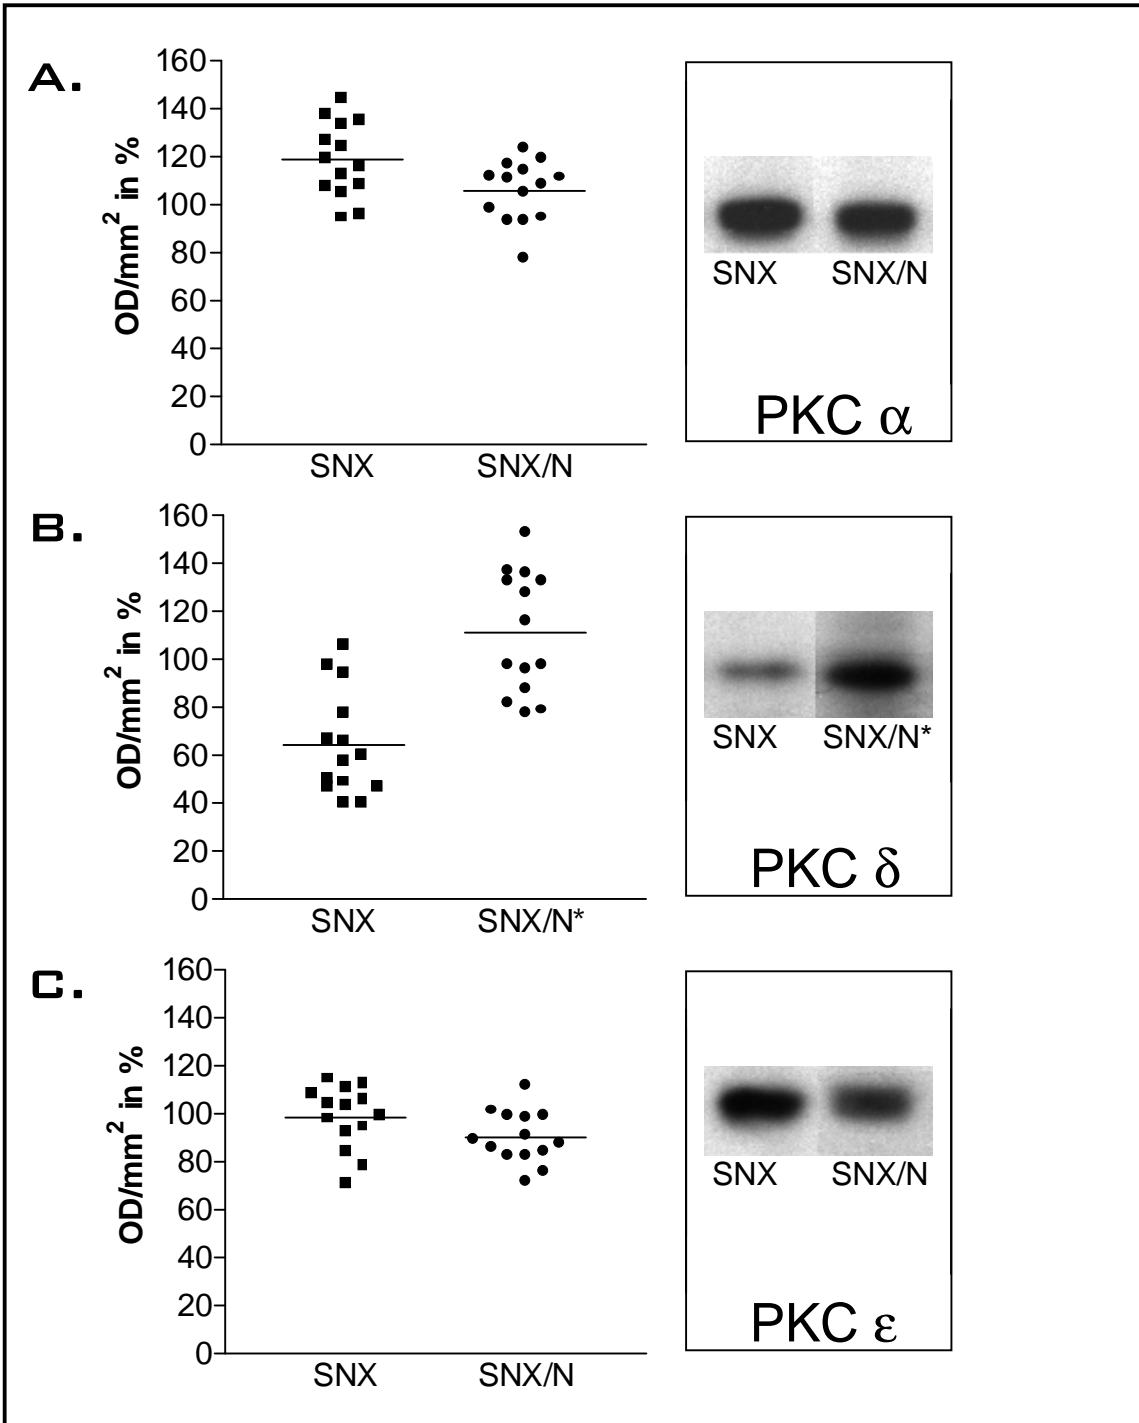 A.
OD/mm² in %
160
140
120
100
80
60
40
20
0
SNX SNX/N
SNX SNX/N
PKC α
B.
OD/mm² in %
160
140
120
100
80
60
40
20
0
SNX SNX/N*
SNX SNX/N*
PKC δ
C.
OD/mm² in %
160
140
120
100
80
60
40
20
0
SNX SNX/N
SNX SNX/N
PKC ε